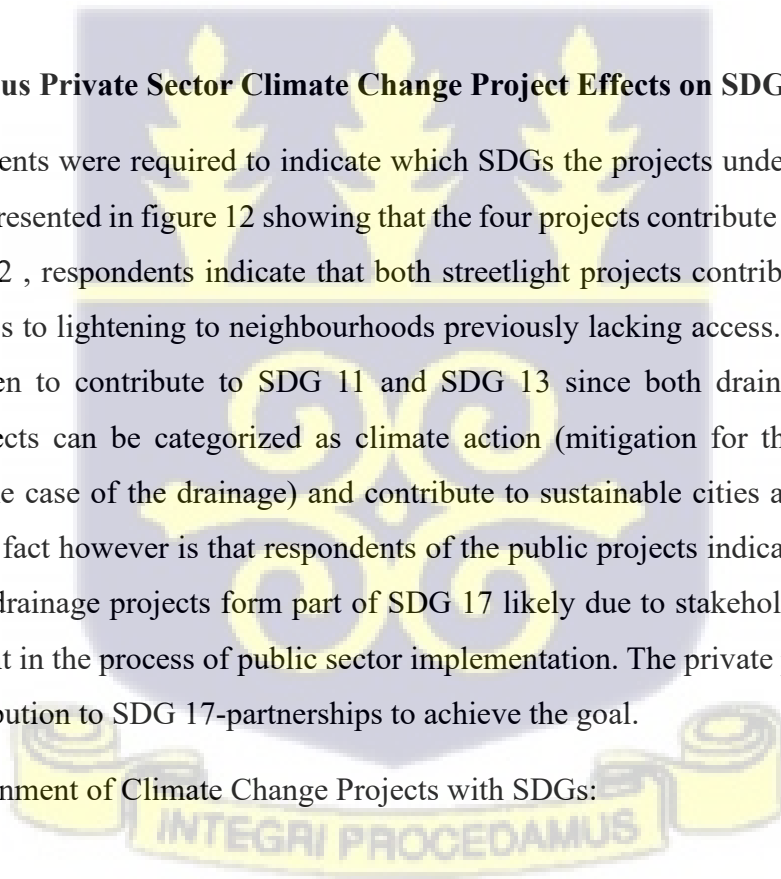 us Private Sector Climate Change Project Effects on SDG
ents were required to indicate which SDGs the projects unde
resented in figure 12 showing that the four projects contribute
2 , respondents indicate that both streetlight projects contrib
s to lightening to neighbourhoods previously lacking access.
en to contribute to SDG 11 and SDG 13 since both drain
ects can be categorized as climate action (mitigation for th
e case of the drainage) and contribute to sustainable cities a
fact however is that respondents of the public projects indica
drainage projects form part of SDG 17 likely due to stakehol
t in the process of public sector implementation. The private
bution to SDG 17-partnerships to achieve the goal.
nment of Climate Change Projects with SDGs:
INTEGRI PROCEDAMUS